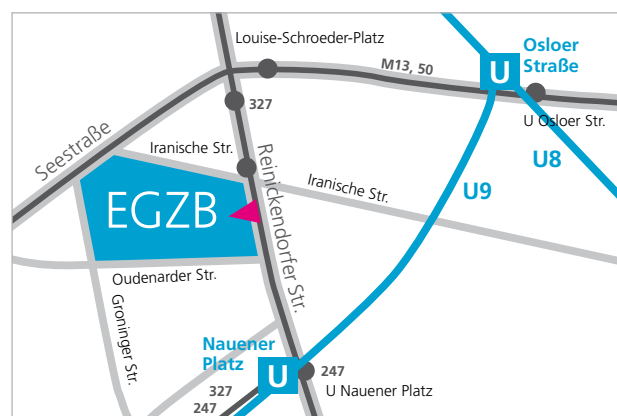 Louise-Schroeder-Platz
Osloer
Straße
U
M13, 50
327
U Osloer Str.
Seestraße
Iranische Str.
U8
Reinickendorfer Str.
Iranische Str.
U9
EGZB
Oudenarder Str.
Groninger Str.
Nauener
Platz
U
247
327
U Nauener Platz
247